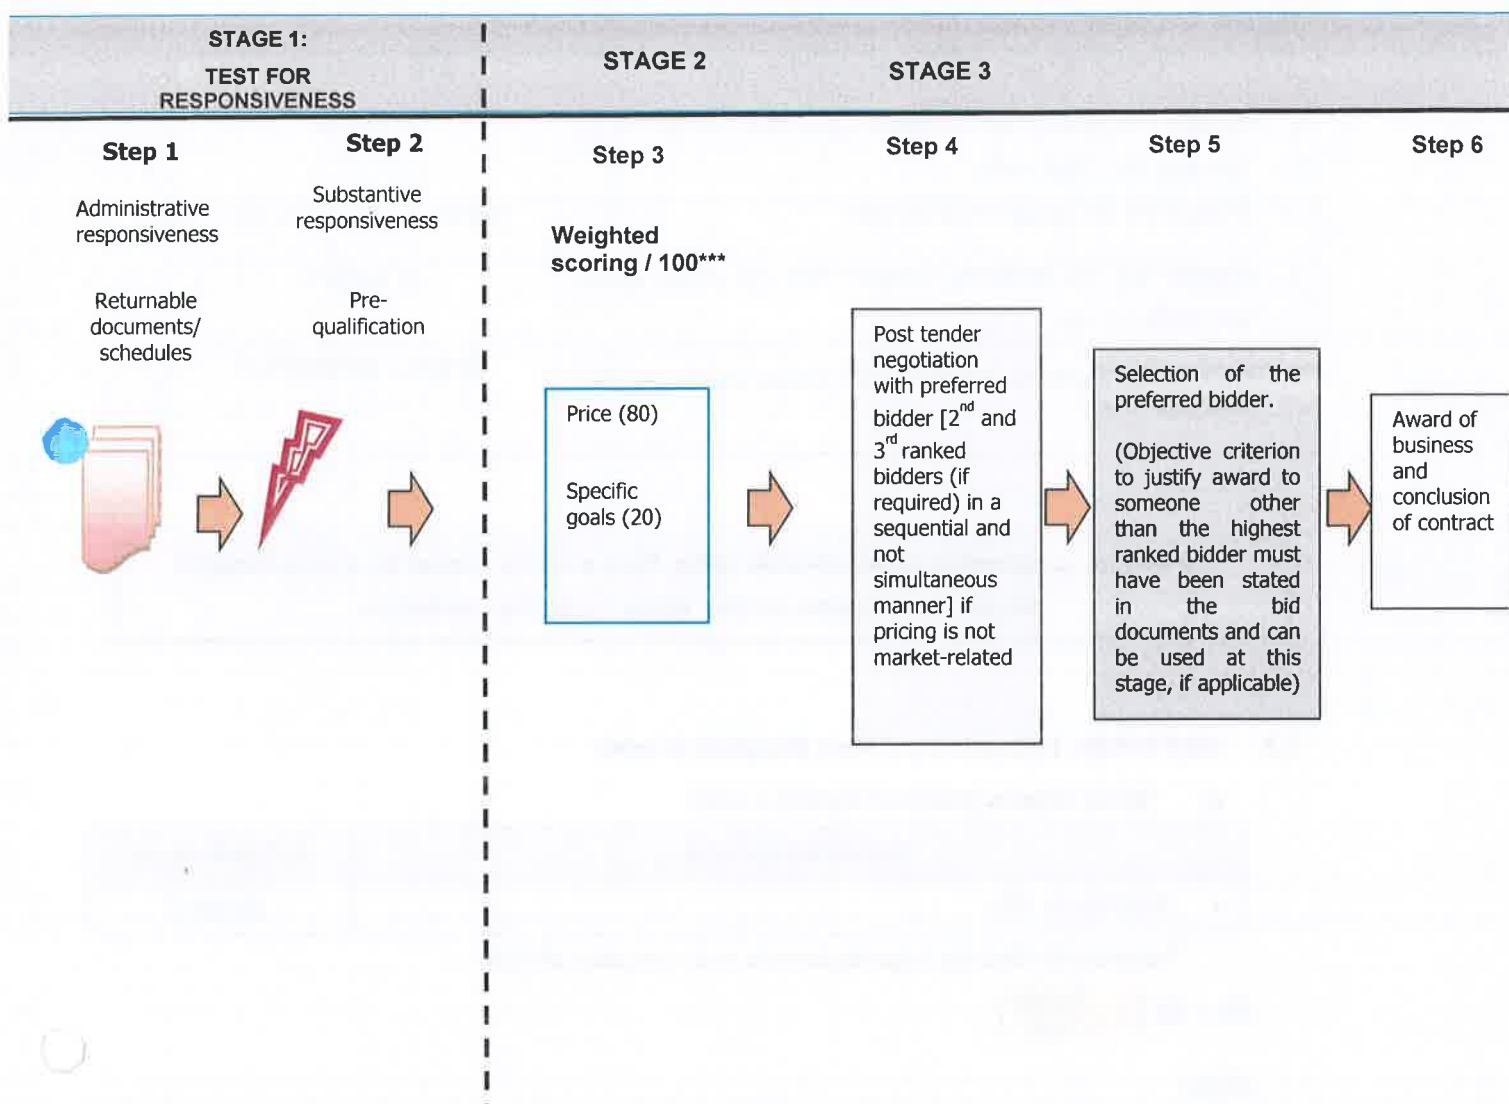 STAGE 1:
TEST FOR
RESPONSIVENESS
STAGE 2
STAGE 3
Step 1
Step 2
Step 3
Step 4
Step 5
Step 6
Administrative
responsiveness
Returnable
documents/
schedules
Substantive
responsiveness
Pre-
qualification
Weighted
scoring / 100***
Price (80)
Specific
goals (20)
Post tender
negotiation
with preferred
bidder [2nd and
3rd ranked
bidders (if
required) in a
sequential and
not
simultaneous
manner] if
pricing is not
market-related
Selection of the
preferred bidder.
(Objective criterion
to justify award to
someone other
than the highest
ranked bidder must
have been stated
in the bid
documents and can
be used at this
stage, if applicable)
Award of
business
and
conclusion
of contract